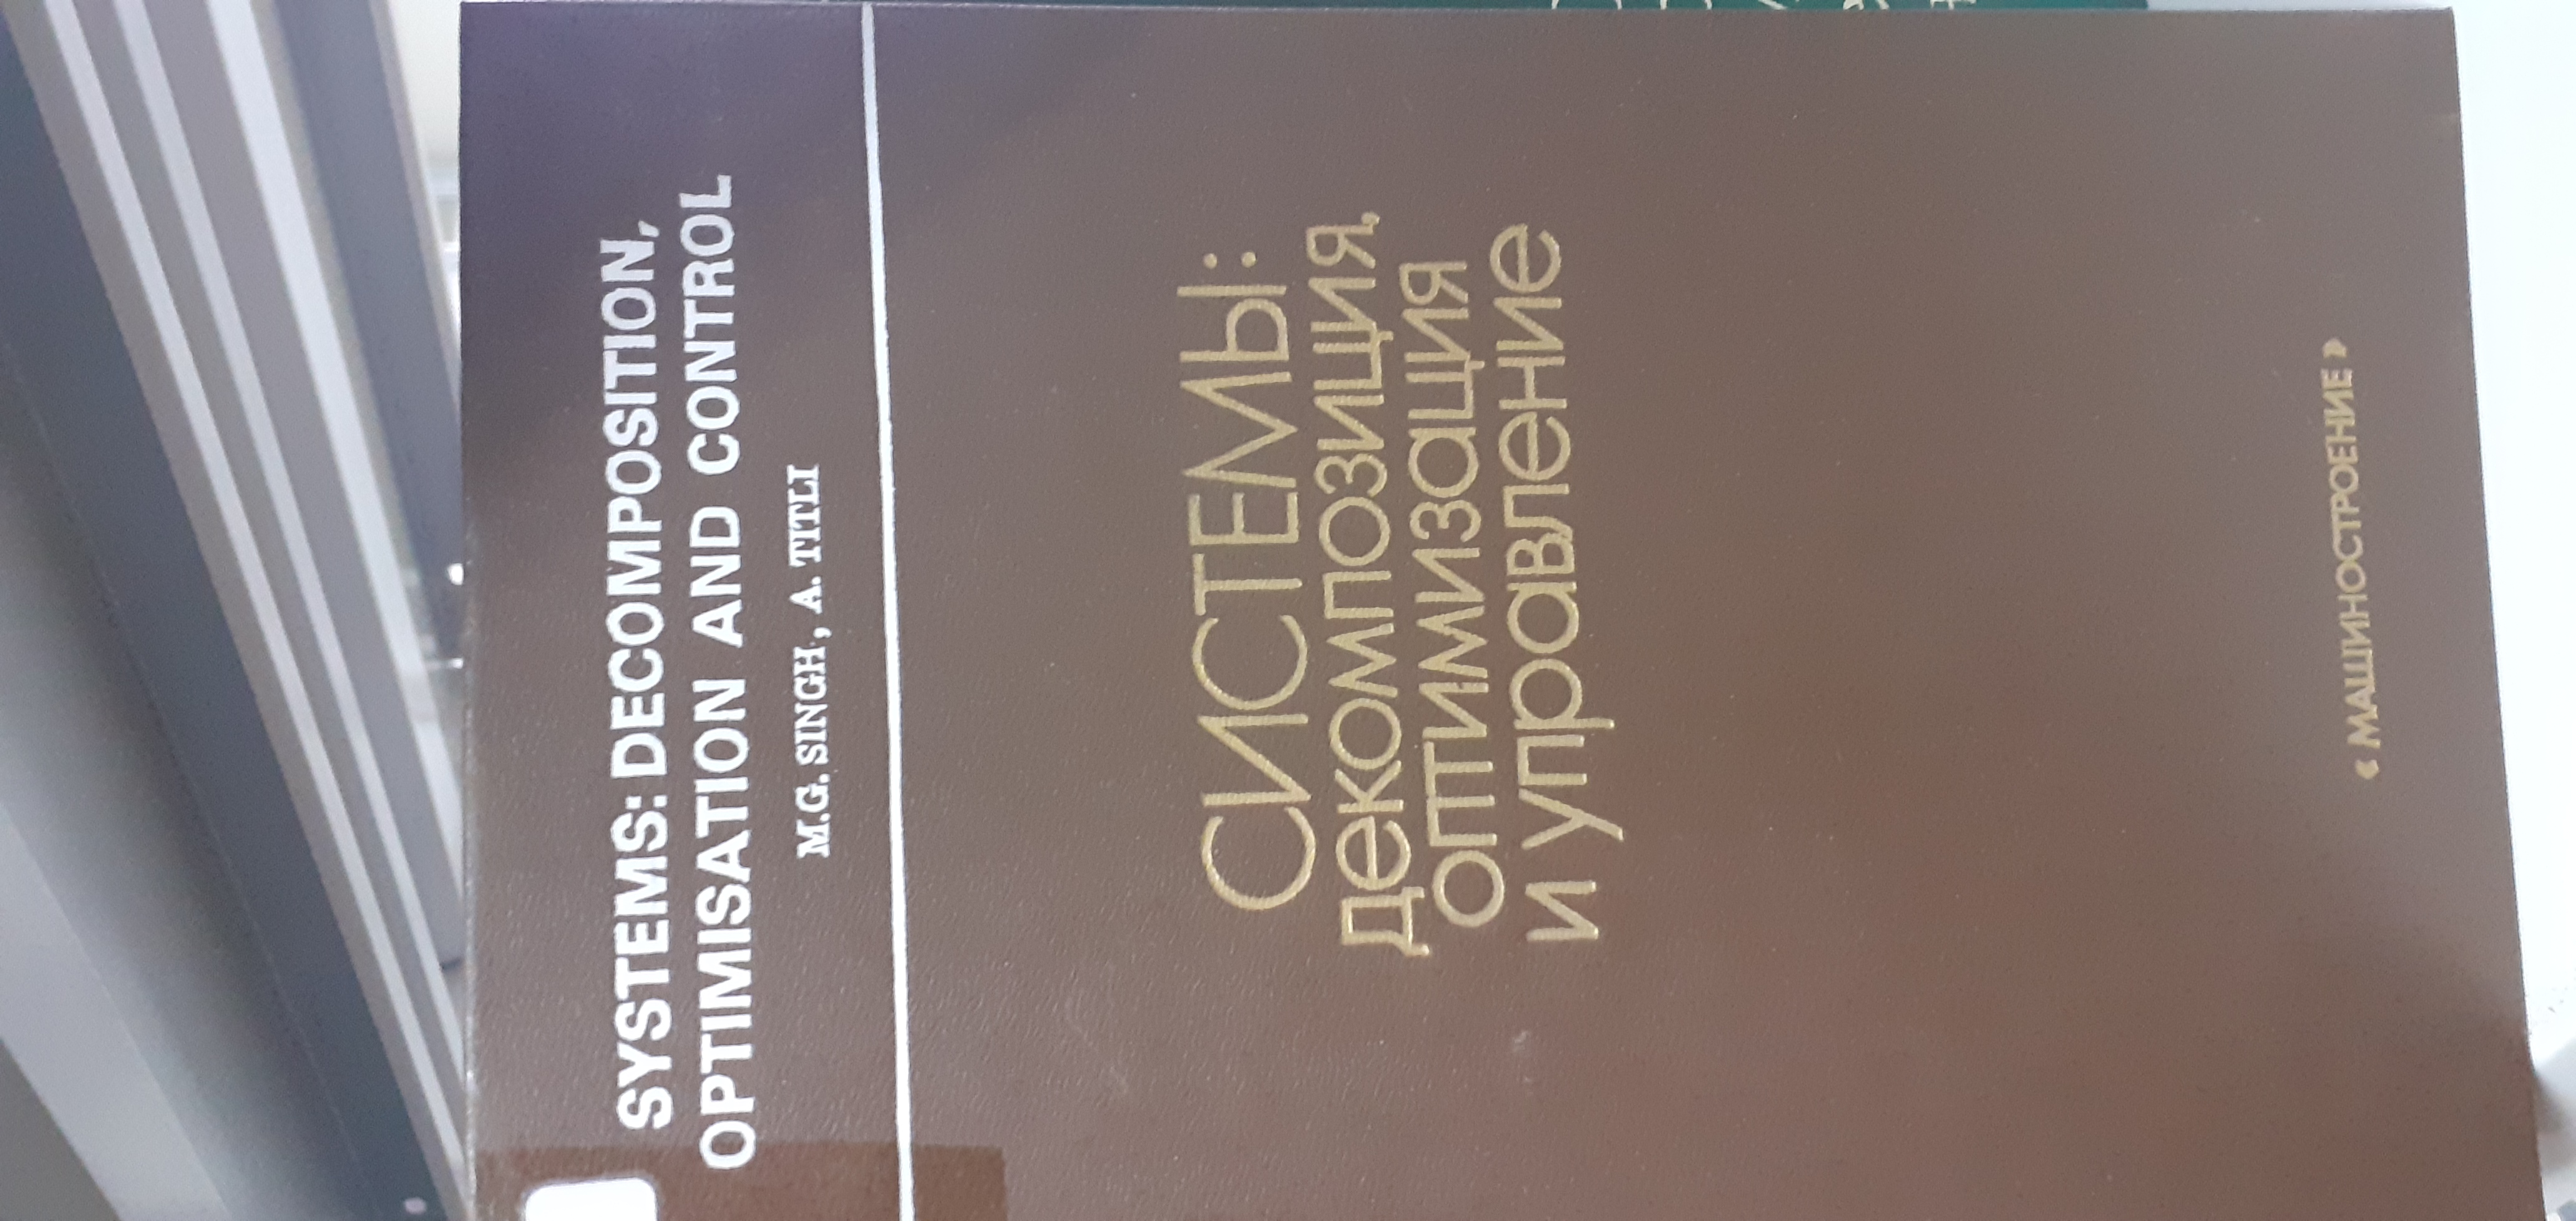 SYSTEMS: DECOMPOSITION,
OPTIMISATION AND CONTROL
M.G. SINGH, A. TITLI
СИСТЕМЫ:
декомпозиция,
оптимизация
и управление
« МАШИНОСТРОЕНИЕ »